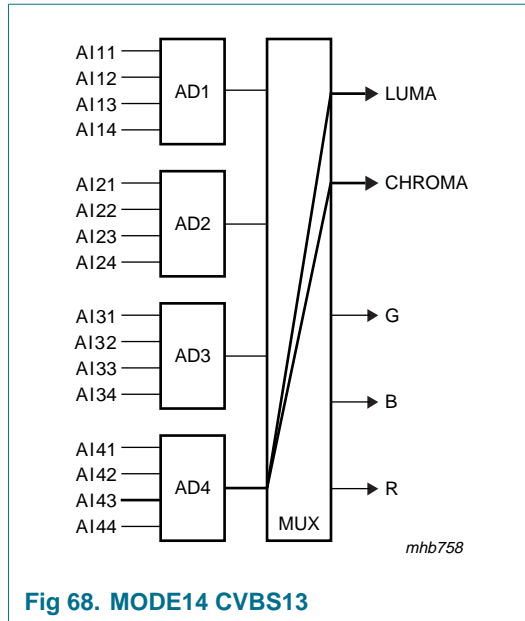 AI11
AI12
AI13
AI14
AD1
AI21
AI22
AI23
AI24
AD2
AI31
AI32
AI33
AI34
AD3
AI41
AI42
AI43
AI44
AD4
MUX
LUMA
CHROMA
G
B
R
mhb758
Fig 68. MODE14 CVBS13